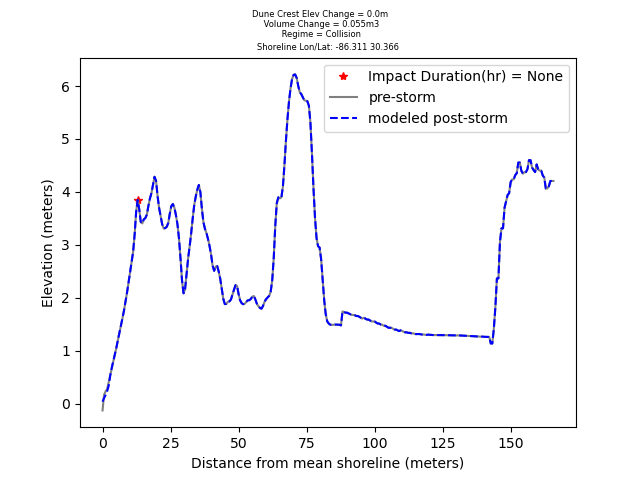 Dune Crest Elev Change = 0.0m
Volume Change = 0.055m3
Regime = Collision
Shoreline Lon/Lat: -86.311 30.366
Impact Duration(hr) = None
pre-storm
modeled post-storm
Elevation (meters)
6
5
4
3
2
1
0
0 25 50 75 100 125 150
Distance from mean shoreline (meters)